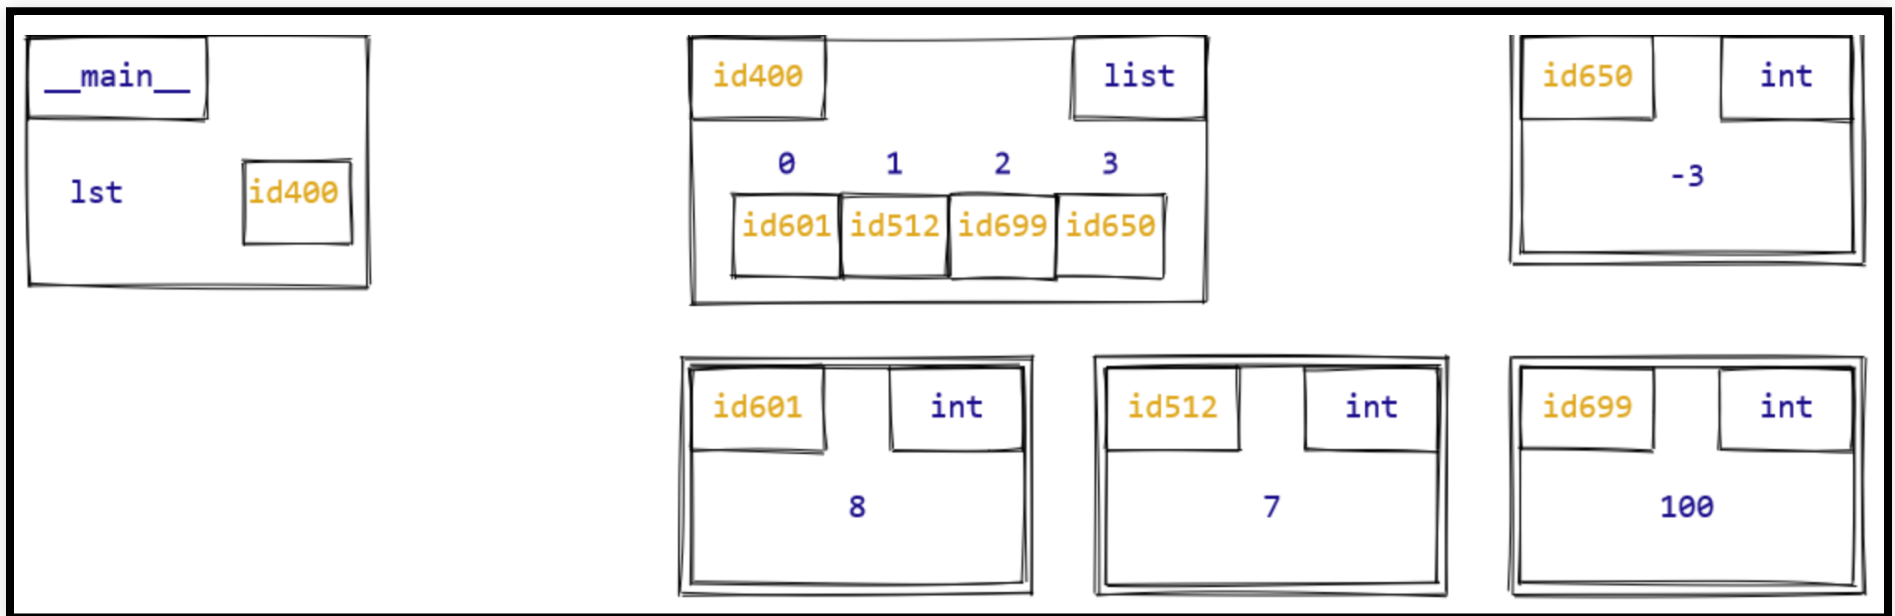 __main__ id400 list id650 int
0 1 2 3
lst id400 id601 id512 id699 id650 -3
id601 int id512 int id699 int
8 7 100